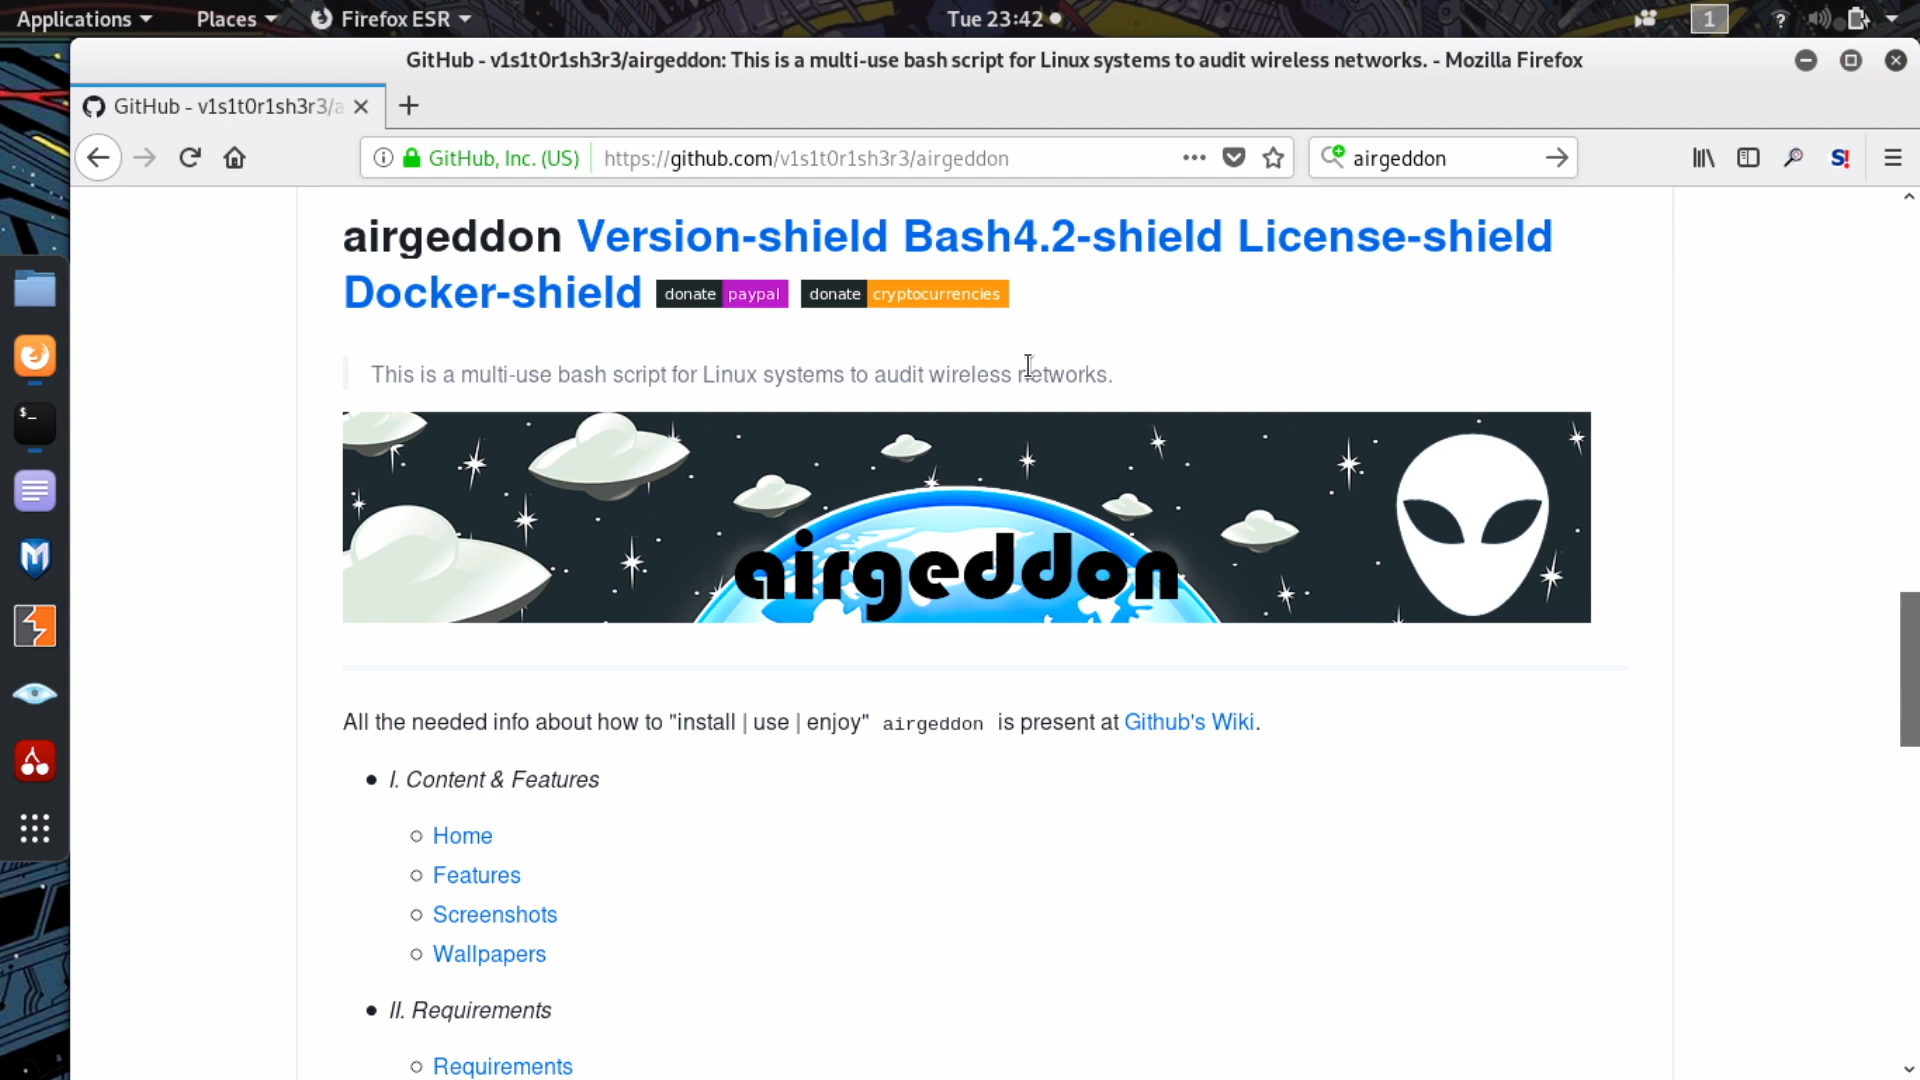 Applications Places Firefox ESR Tue 23:42 1 ?
GitHub - v1s1t0r1sh3r3/airgeddon: This is a multi-use bash script for Linux systems to audit wireless networks. - Mozilla Firefox
GitHub - v1s1t0r1sh3r3/a
GitHub, Inc. (US) https://github.com/v1s1t0r1sh3r3/airgeddon airgeddon S!
airgeddon Version-shield Bash4.2-shield License-shield
Docker-shield donate paypal donate cryptocurrencies
This is a multi-use bash script for Linux systems to audit wireless networks.
airgeddon
All the needed info about how to "install | use | enjoy" airgeddon is present at Github's Wiki.
I. Content & Features
Home
Features
Screenshots
Wallpapers
II. Requirements
Requirements
$_
M